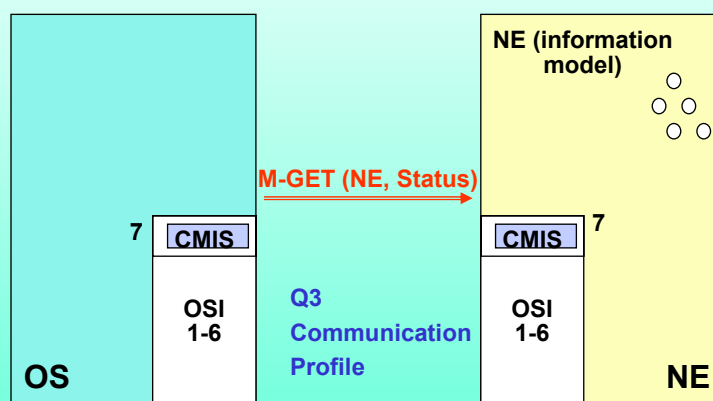 NE (information
model)
M-GET (NE, Status)
7
CMIS
7
CMIS
OSI
1-6
Q3
Communication
Profile
OSI
1-6
OS
NE